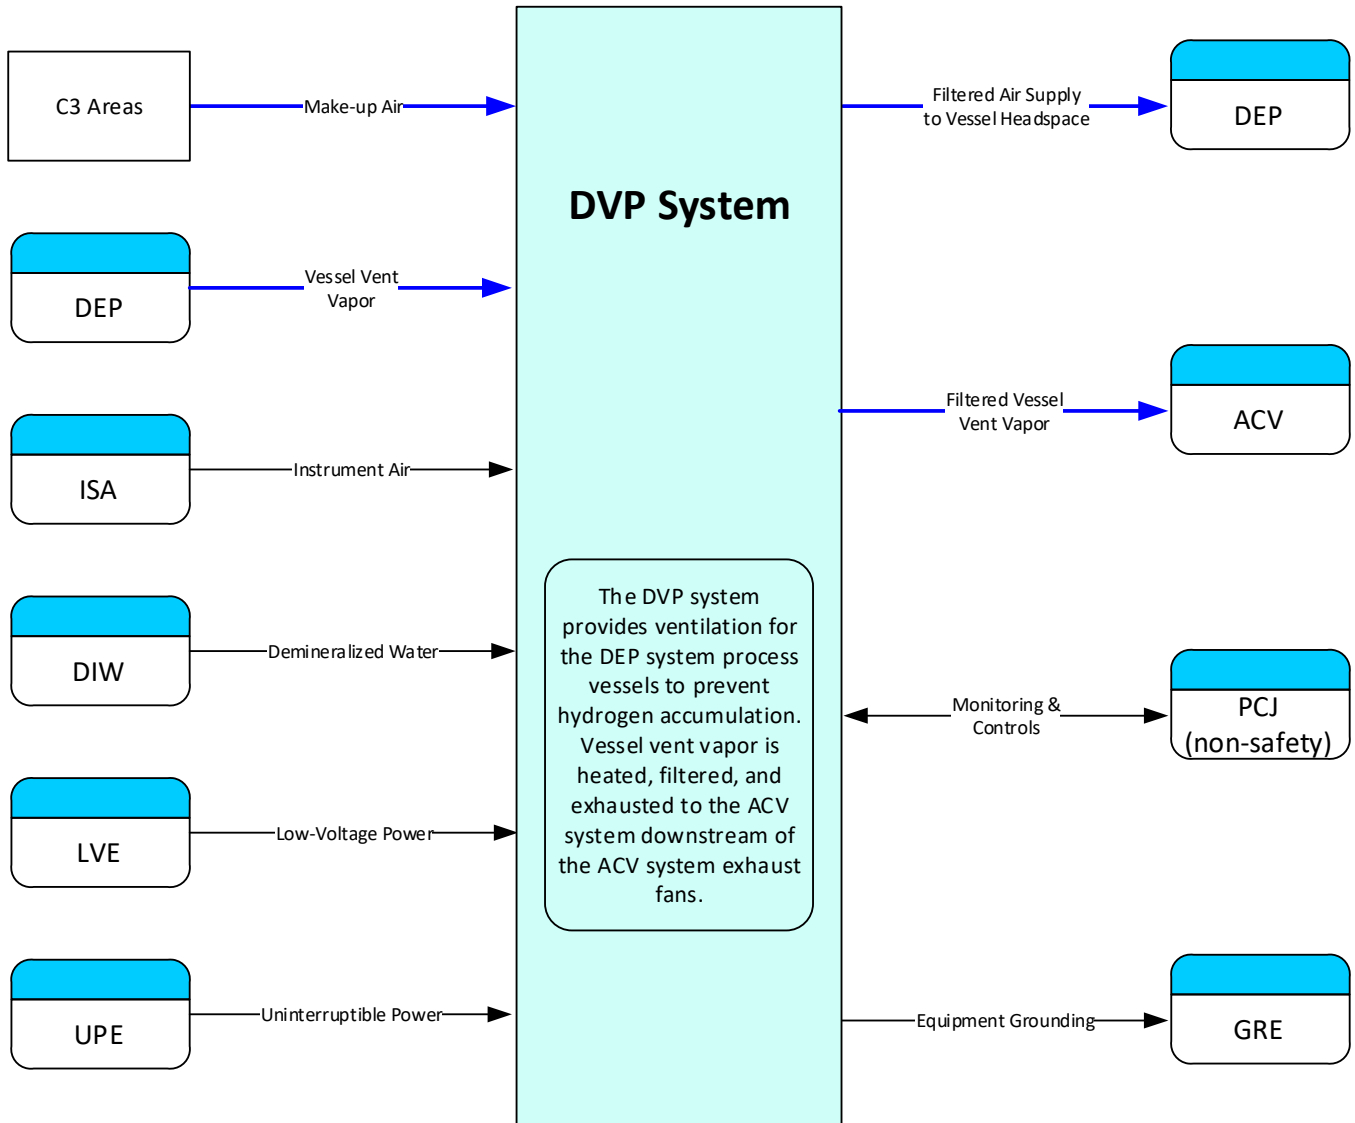 C3 Areas
Make-up Air
DEP
Vessel Vent
Vapor
ISA
Instrument Air
DIW
Demineralized Water
LVE
Low-Voltage Power
UPE
Uninterruptible Power
DVP System
The DVP system
provides ventilation for
the DEP system process
vessels to prevent
hydrogen accumulation.
Vessel vent vapor is
heated, filtered, and
exhausted to the ACV
system downstream of
the ACV system exhaust
fans.
Filtered Air Supply
to Vessel Headspace
DEP
Filtered Vessel
Vent Vapor
ACV
Monitoring &
Controls
PCJ
(non-safety)
Equipment Grounding
GRE